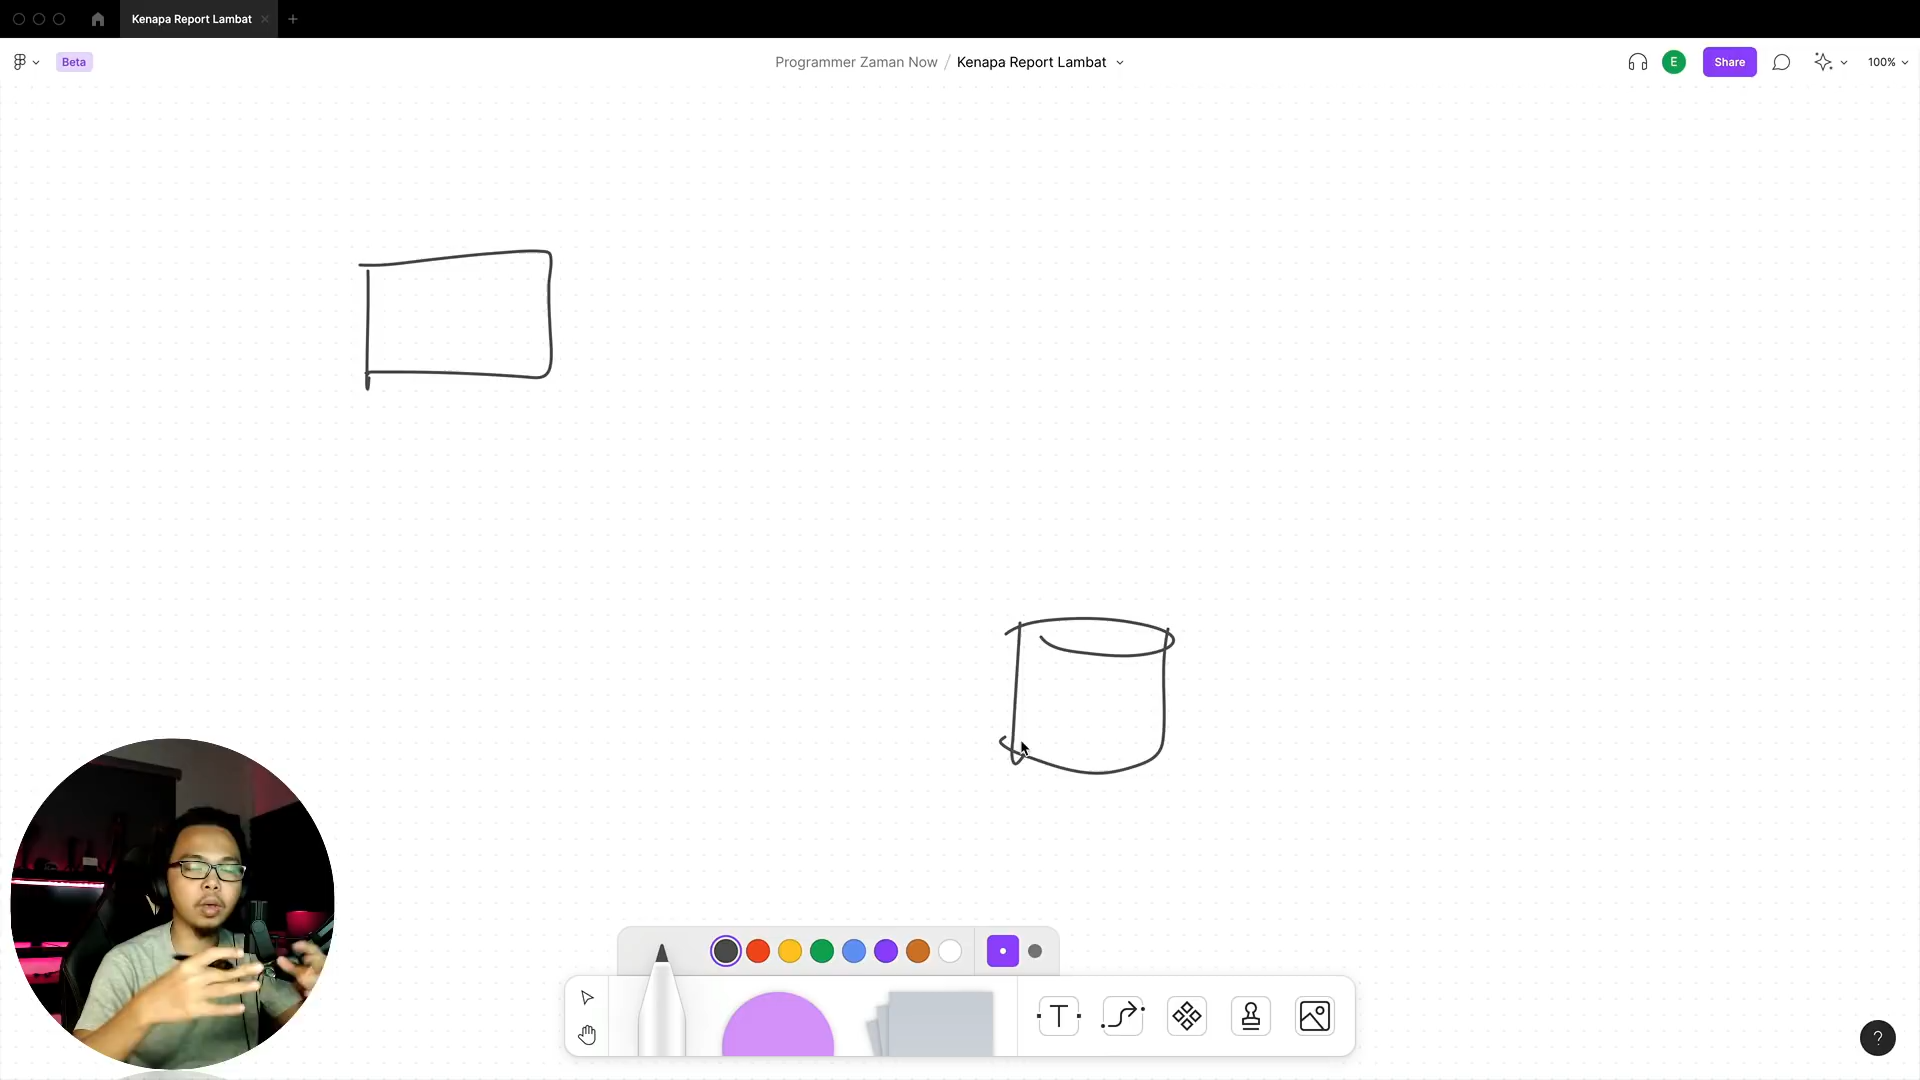 Kenapa Report Lambat
Beta
Programmer Zaman Now / Kenapa Report Lambat
E
Share
100%
T
?